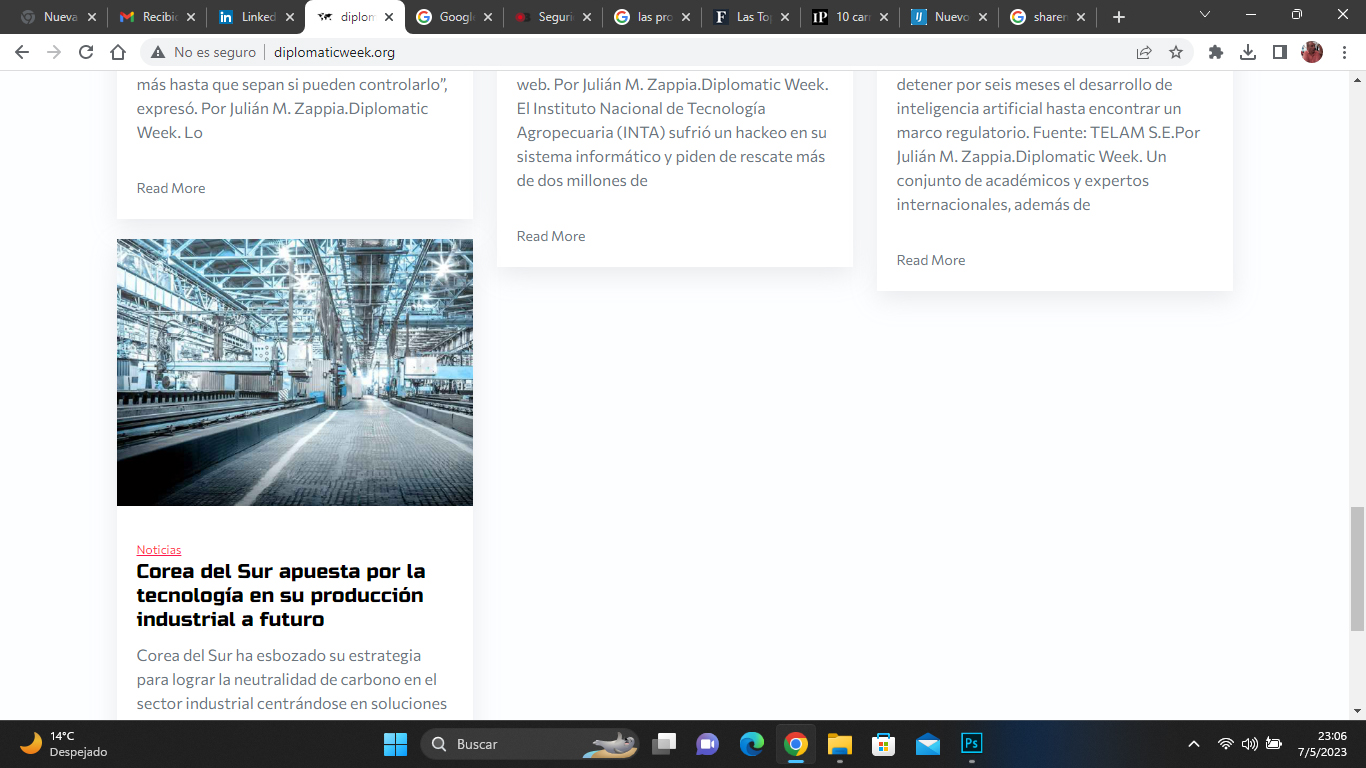 Nueva
Recibid
Linked
diplom
Google
Seguri
las pro
Las Top
10 carr
Nuevo
sharen
No es seguro
diplomaticweek.org
más hasta que sepan si pueden controlarlo”,
expresó. Por Julián M. Zappia.Diplomatic
Week. Lo
Read More
web. Por Julián M. Zappia.Diplomatic Week.
El Instituto Nacional de Tecnología
Agropecuaria (INTA) sufrió un hackeo en su
sistema informático y piden de rescate más
de dos millones de
Read More
detener por seis meses el desarrollo de
inteligencia artificial hasta encontrar un
marco regulatorio. Fuente: TELAM S.E.Por
Julián M. Zappia.Diplomatic Week. Un
conjunto de académicos y expertos
internacionales, además de
Read More
Noticias
Corea del Sur apuesta por la
tecnología en su producción
industrial a futuro
Corea del Sur ha esbozado su estrategia
para lograr la neutralidad de carbono en el
sector industrial centrándose en soluciones
14°C
Despejado
Buscar
Ps
23:06
7/5/2023